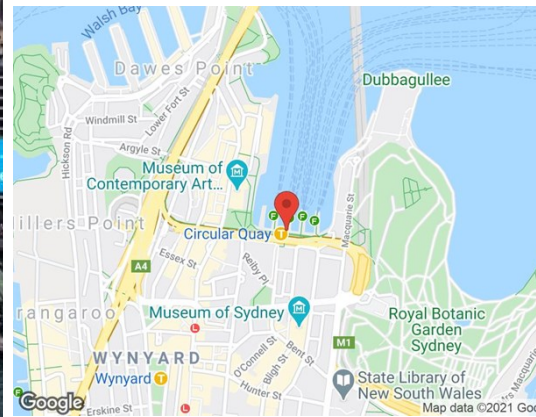 Walsh Bay
Dawes Point
Dubbagullee
Lower Fort St
Windmill St
Hickson Rd
Argyle St
Museum of
Contemporary Art...
Macquarie St
illers Point
F
F
F
F
Circular Quay T
Essex St
Reiby Pl
A4
Museum of Sydney
rangaroo
Royal Botanic
Garden
Sydney
L
M1
WYNYARD
O'Connell St
Bent St
Bligh St
Wynyard T
Hunter St
State Library of
New South Wales
L
rs Macquarie
F
Google
Erskine St
Map data ©2021 Goo